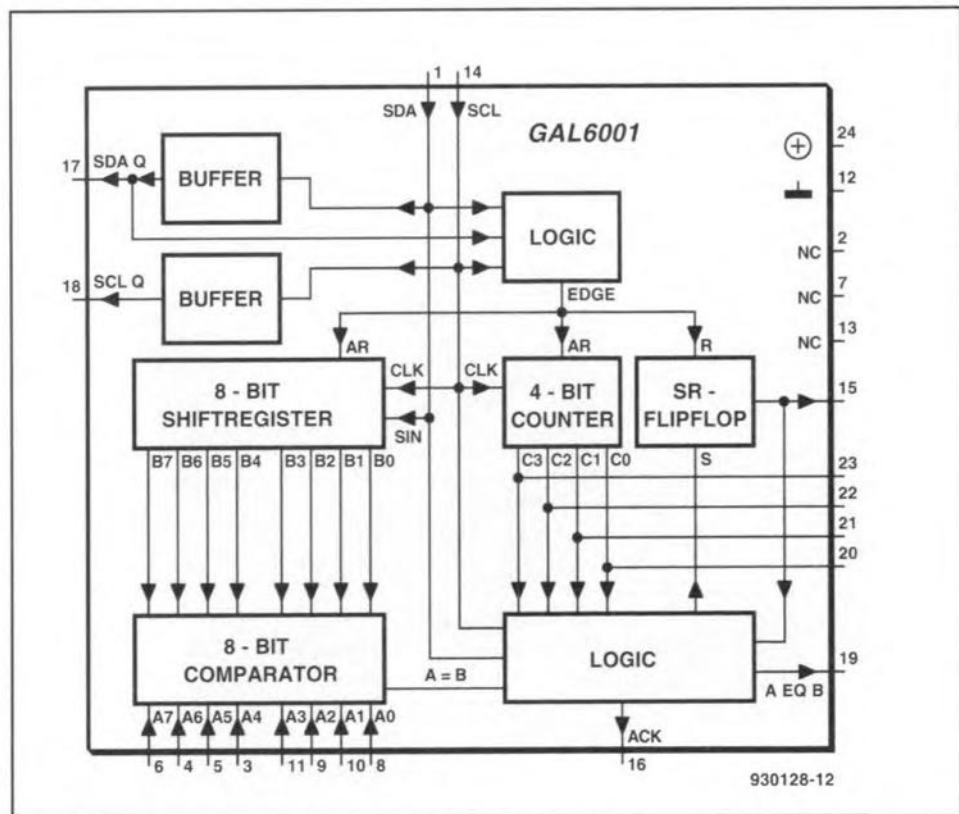 1 14
SDA SCL
GAL6001
24
12
2
NC
7
NC
13
NC
17 SDA Q
BUFFER
LOGIC
18 SCL Q
BUFFER
EDGE
AR AR R
8 - BIT
SHIFTREGISTER
CLK CLK
SIN
4 - BIT
COUNTER
SR -
FLIPFLOP
15
B7 B6 B5 B4 B3 B2 B1 B0
C3 C2 C1 C0
S
23
22
21
20
8 - BIT
COMPARATOR
A = B
LOGIC
19
A EQ B
A7 A6 A5 A4 A3 A2 A1 A0
ACK
6 4 5 3 11 9 10 8
16
930128-12